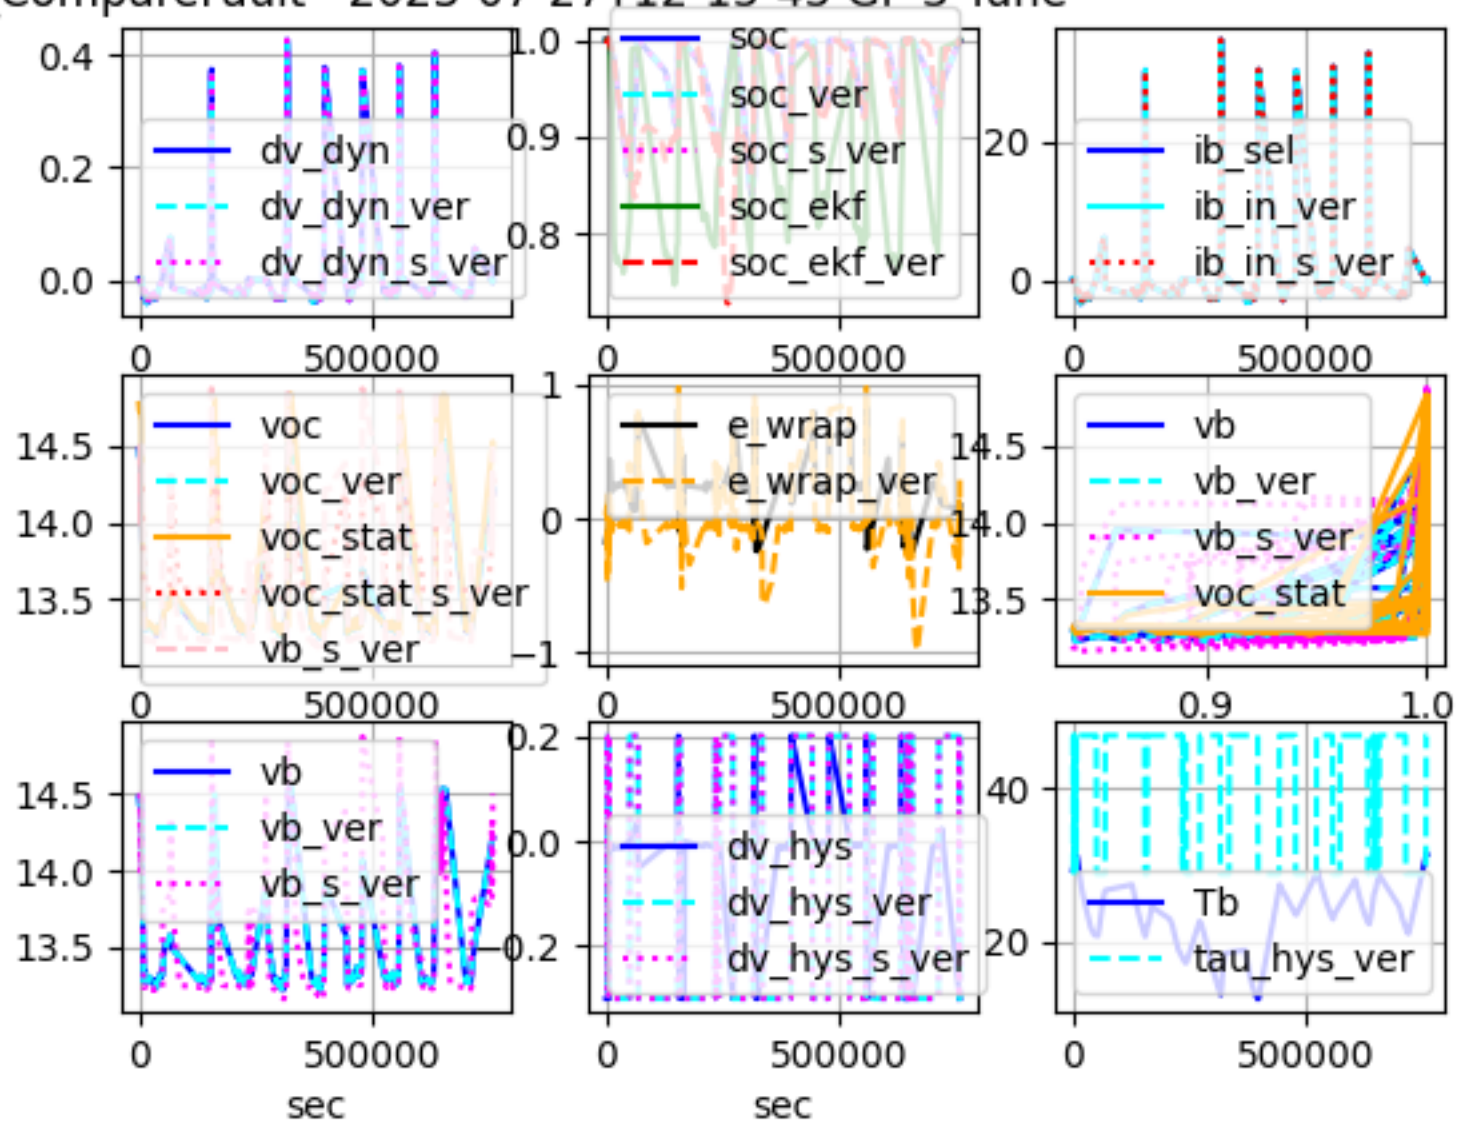 0.4
0.2
0.0
dv_dyn
dv_dyn_ver
dv_dyn_s_ver
0 500000
1.0
0.9
0.8
soc
soc_ver
soc_s_ver
soc_ekf
soc_ekf_ver
0 500000
20
0
ib_sel
ib_in_ver
ib_in_s_ver
0 500000
14.5
14.0
13.5
voc
voc_ver
voc_stat
voc_stat_s_ver
vb_s_ver
0 500000
1
0
−1
e_wrap
e_wrap_ver
0 500000
14.5
14.0
13.5
vb
vb_ver
vb_s_ver
voc_stat
0.9 1.0
14.5
14.0
13.5
vb
vb_ver
vb_s_ver
0 500000
sec
0.2
0.0
−0.2
dv_hys
dv_hys_ver
dv_hys_s_ver
0 500000
sec
40
20
Tb
tau_hys_ver
0 500000